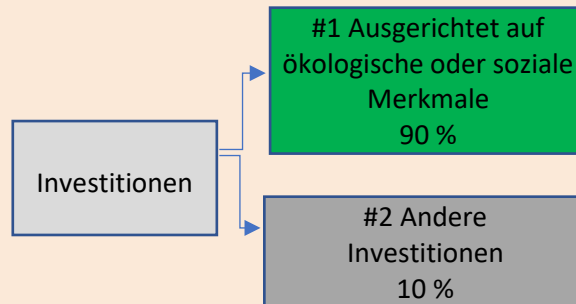 #1 Ausgerichtet auf
ökologische oder soziale
Merkmale
90 %
Investitionen
#2 Andere
Investitionen
10 %